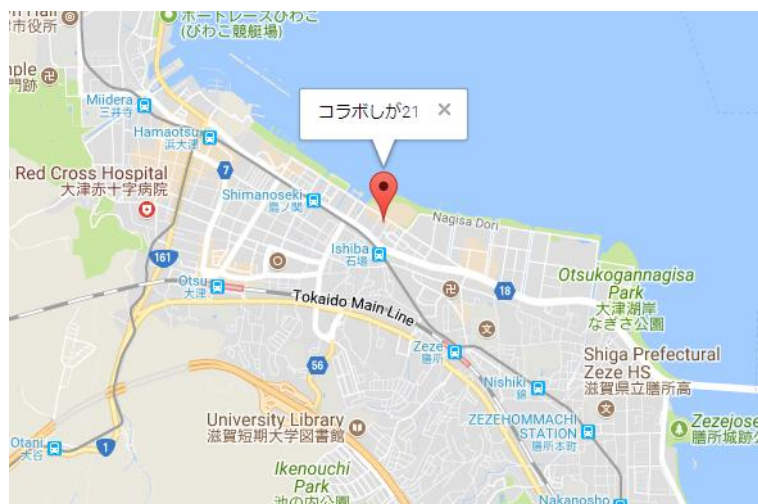 ボートレースびわこ
(びわこ競艇場)
市役所
門跡
Miidera
三井寺
Hamaotsu
浜大津
コラボしが21
Red Cross Hospital
大津赤十字病院
7
Shimanoseki
島ノ関
Nagisa Dori
Ishiba
石場
161
Otsu
大津
18
Otsukogannagisa
Park
大津湖岸
なぎさ公園
Tokaido Main Line
Zeze
膳所
Shiga Prefectural
Zeze HS
滋賀県立膳所高
56
Nishiki
錦
University Library
滋賀短期大学図書館
ZEZEHOMMACHI
STATION
膳所本町
Zezejose
膳所城跡公
Otani
大谷
1
Ikenouchi
Park
池の内公園
Nakanosho